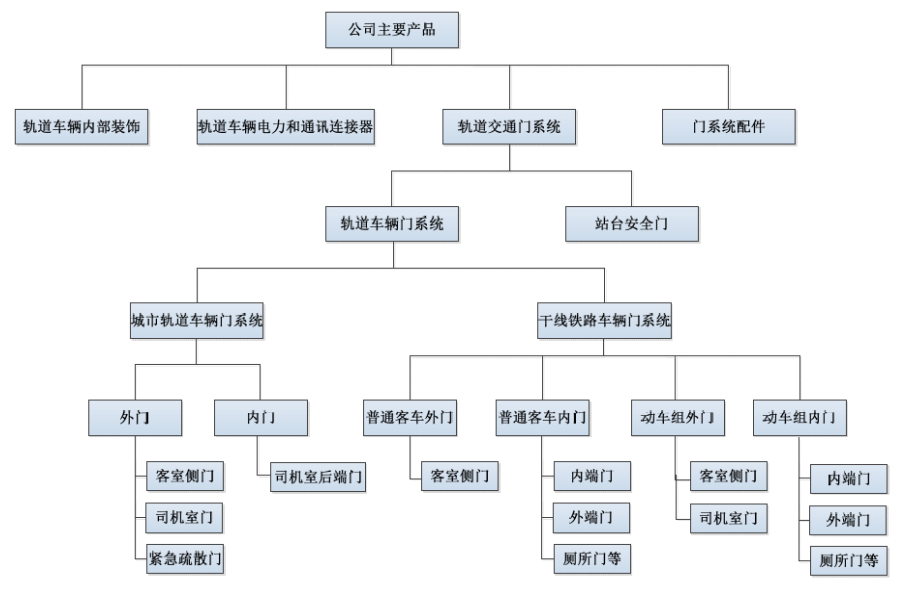 公司主要产品
轨道车辆内部装饰
轨道车辆电力和通讯连接器
轨道交通门系统
门系统配件
轨道车辆门系统
站台安全门
城市轨道车辆门系统
干线铁路车辆门系统
外门
内门
普通客车外门
普通客车内门
动车组外门
动车组内门
客室侧门
司机室后端门
客室侧门
内端门
客室侧门
内端门
司机室门
外端门
司机室门
外端门
紧急疏散门
厕所门等
厕所门等